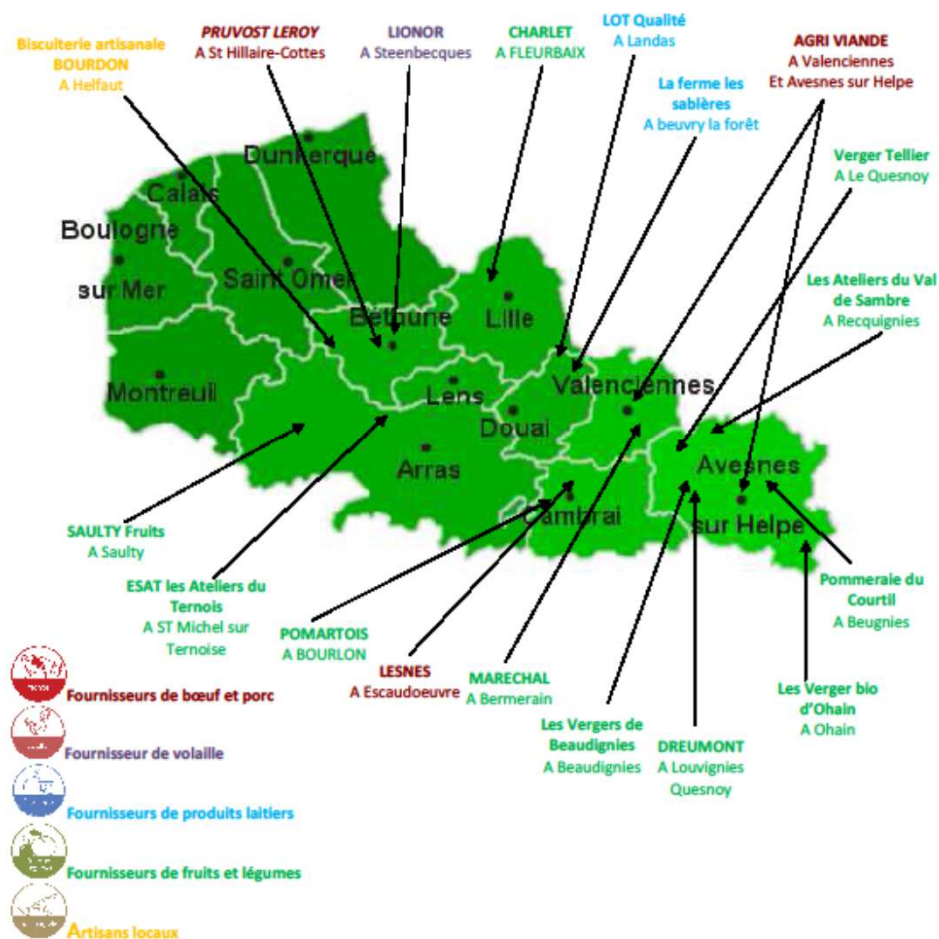 Biscuiterie artisanale
BOURDON
A Helfaut
PRUVOST LEROY
A St Hillaire-Cottes
LIONOR
A Steenbecques
CHARLET
A FLEURBAIX
LOT Qualité
A Landas
La ferme les
sablères
A beuvry la forêt
AGRI VIANDE
A Valenciennes
Et Avesnes sur Helpe
Verger Tellier
A Le Quesnoy
Les Ateliers du Val
de Sambre
A Recquignies
Dunkerque
Calais
Boulogne
sur Mer
Saint Omer
Béthune
Lille
Montreuil
Lens
Valenciennes
Douai
Arras
Avesnes
sur Helpe
Cambrai
SAULTY Fruits
A Saulty
ESAT les Ateliers du
Ternois
A ST Michel sur
Ternoise
POMARTOIS
A BOURLON
LESNES
A Escaudoeuvre
MARECHAL
A Bermerain
Les Vergers de
Beaudignies
A Beaudignies
DREUMONT
A Louvignies
Quesnoy
Pommeraie du
Courtil
A Beugnies
Les Verger bio
d'Ohain
A Ohain
Fournisseurs de bœuf et porc
Fournisseur de volaille
Fournisseurs de produits laitiers
Fournisseurs de fruits et légumes
Artisans locaux